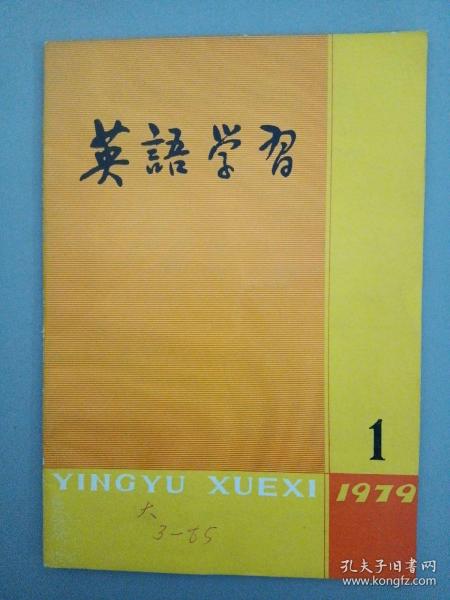 英語学習
1
YINGYU XUEXI
1979
大
3-65
孔夫子旧书网
www.kongfz.com